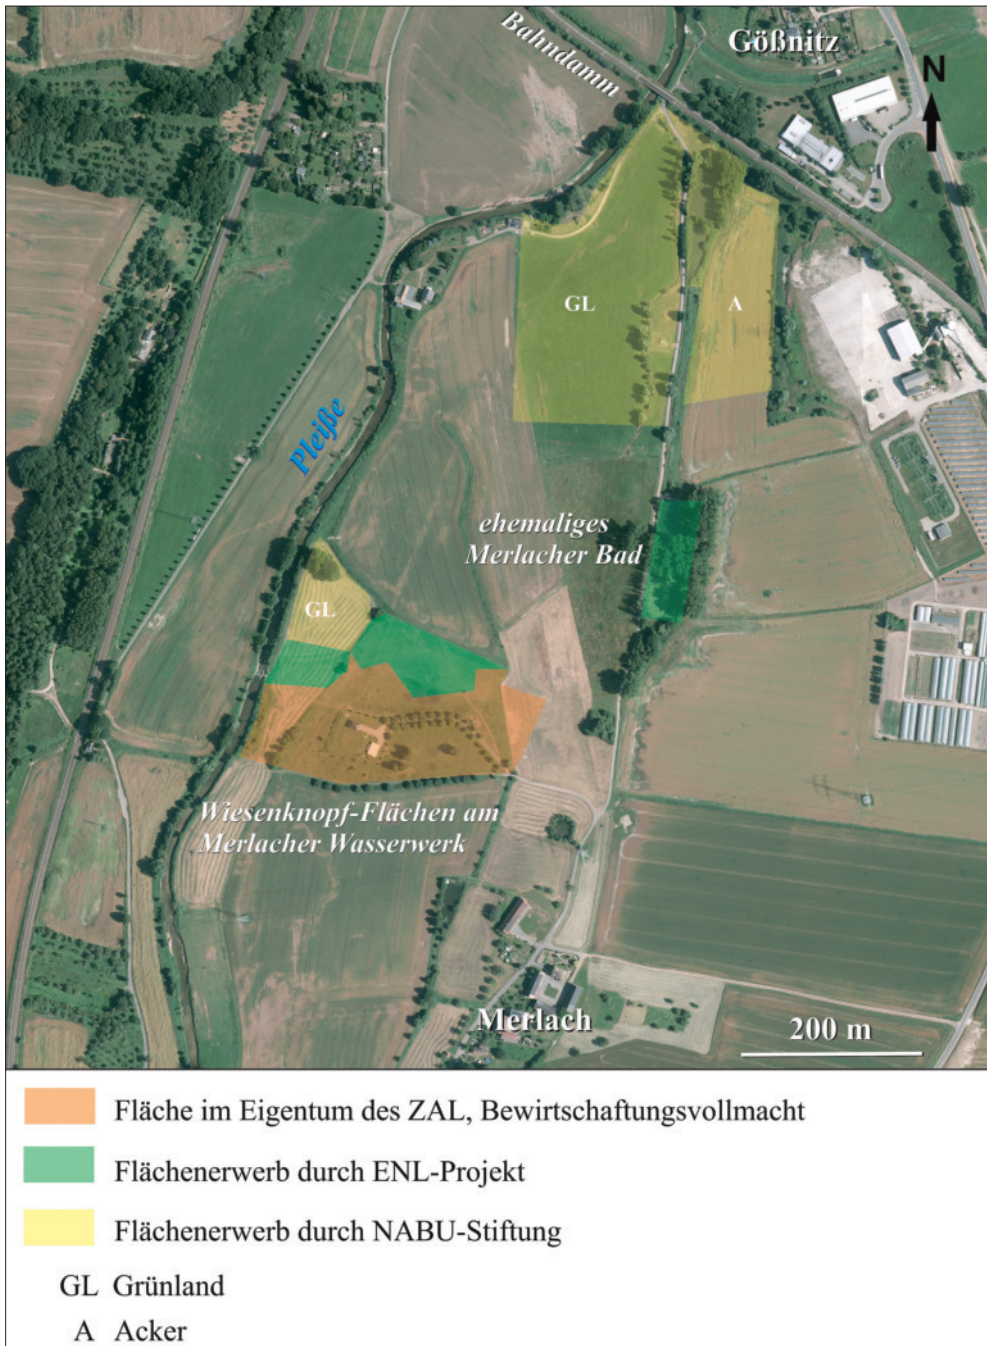 Bahndamm
Gößnitz
N
GL
A
Pleiße
ehemaliges
Merlacher Bad
GL
Wiesenknopf-Flächen am
Merlacher Wasserwerk
Merlach
200 m
Fläche im Eigentum des ZAL, Bewirtschaftungsvollmacht
Flächenerwerb durch ENL-Projekt
Flächenerwerb durch NABU-Stiftung
GL Grünland
A Acker